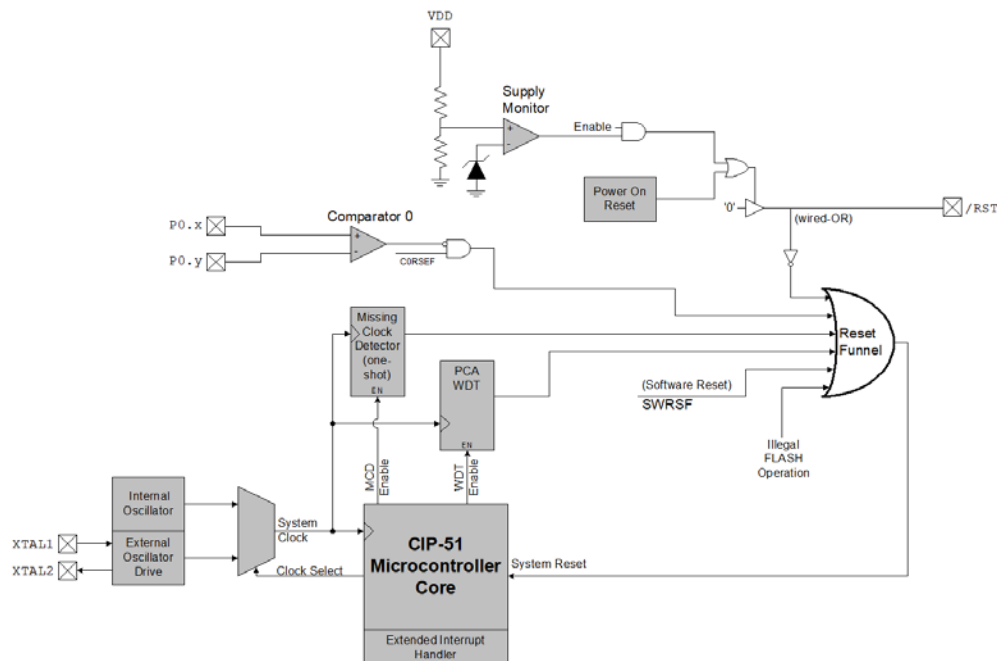 VDD
Supply
Monitor
+
-
Enable
Power On
Reset
'0'
(wired-OR)
/RST
Comparator 0
P0.x
P0.y
+
-
C0RSEF
Missing
Clock
Detector
(one-
shot)
EN
PCA
WDT
EN
Reset
Funnel
(Software Reset)
SWRSF
Illegal
FLASH
Operation
MCD
Enable
WDT
Enable
Internal
Oscillator
External
Oscillator
Drive
XTAL1
XTAL2
System
Clock
Clock Select
CIP-51
Microcontroller
Core
System Reset
Extended Interrupt
Handler